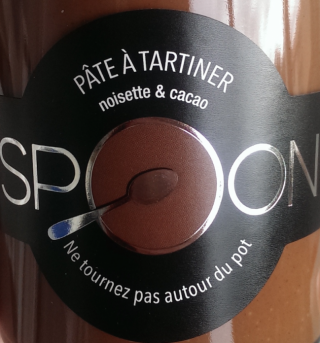 PÂTE À TARTINER
noisette & cacao
SPOON
Ne tournez pas autour du pot